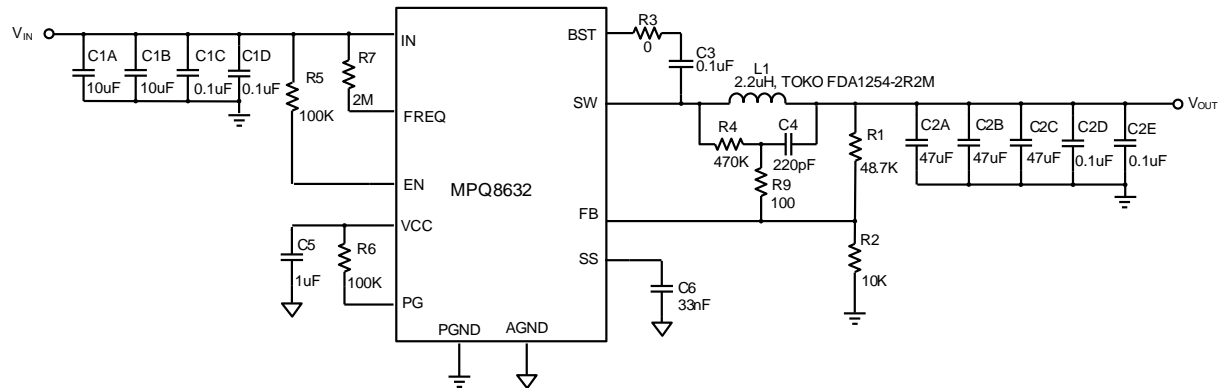 VIN
C1A
10uF
C1B
10uF
C1C
0.1uF
C1D
0.1uF
R5
100K
R7
2M
C5
1uF
R6
100K
IN
FREQ
EN
VCC
PG
MPQ8632
PGND
AGND
BST
SW
FB
SS
R3
0
C3
0.1uF
L1
2.2uH, TOKO FDA1254-2R2M
R4
470K
C4
220pF
R9
100
R1
48.7K
R2
10K
C6
33nF
C2A
47uF
C2B
47uF
C2C
47uF
C2D
0.1uF
C2E
0.1uF
VOUT